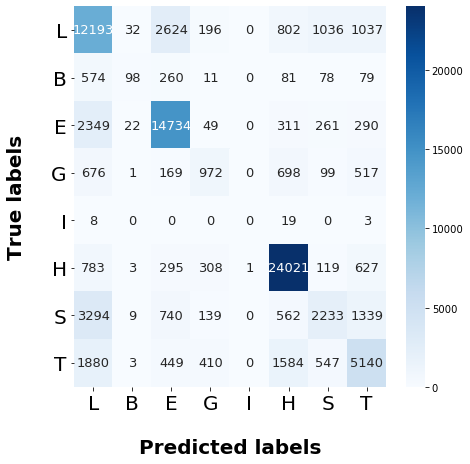 True labels
L 12193 32 2624 196 0 802 1036 1037
B 574 98 260 11 0 81 78 79
E 2349 22 14734 49 0 311 261 290
G 676 1 169 972 0 698 99 517
I 8 0 0 0 0 19 0 3
H 783 3 295 308 1 24021 119 627
S 3294 9 740 139 0 562 2233 1339
T 1880 3 449 410 0 1584 547 5140
L B E G I H S T
Predicted labels
20000
15000
10000
5000
0